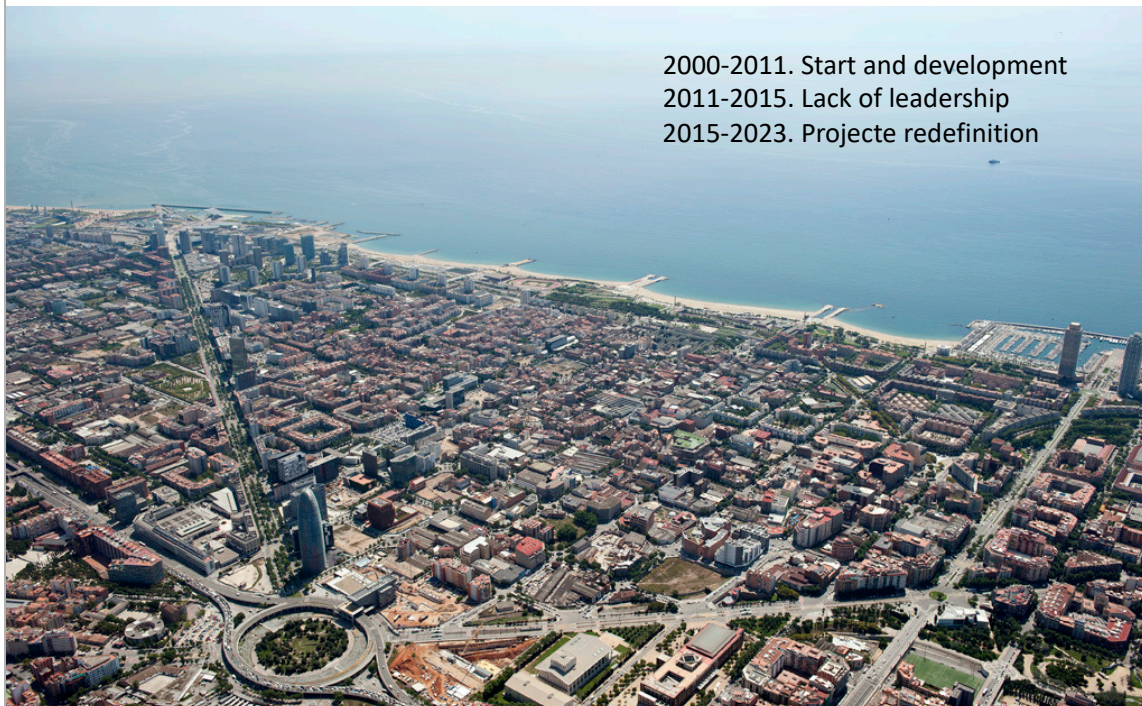 2000-2011. Start and development
2011-2015. Lack of leadership
2015-2023. Projecte redefinition